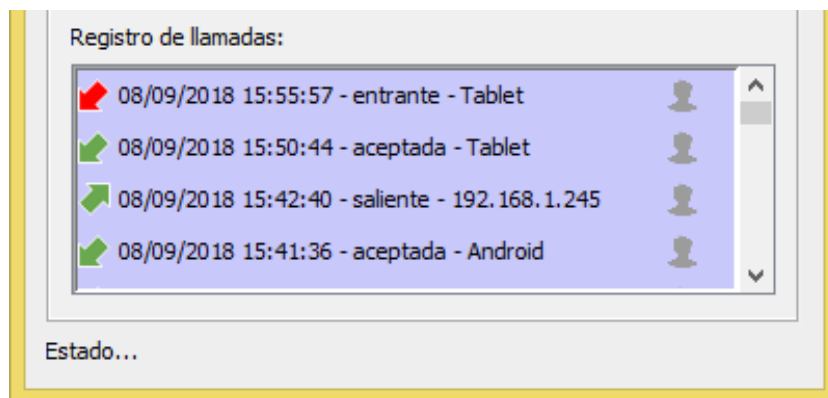 Registro de llamadas:
08/09/2018 15:55:57 - entrante - Tablet
08/09/2018 15:50:44 - aceptada - Tablet
08/09/2018 15:42:40 - saliente - 192.168.1.245
08/09/2018 15:41:36 - aceptada - Android
Estado...